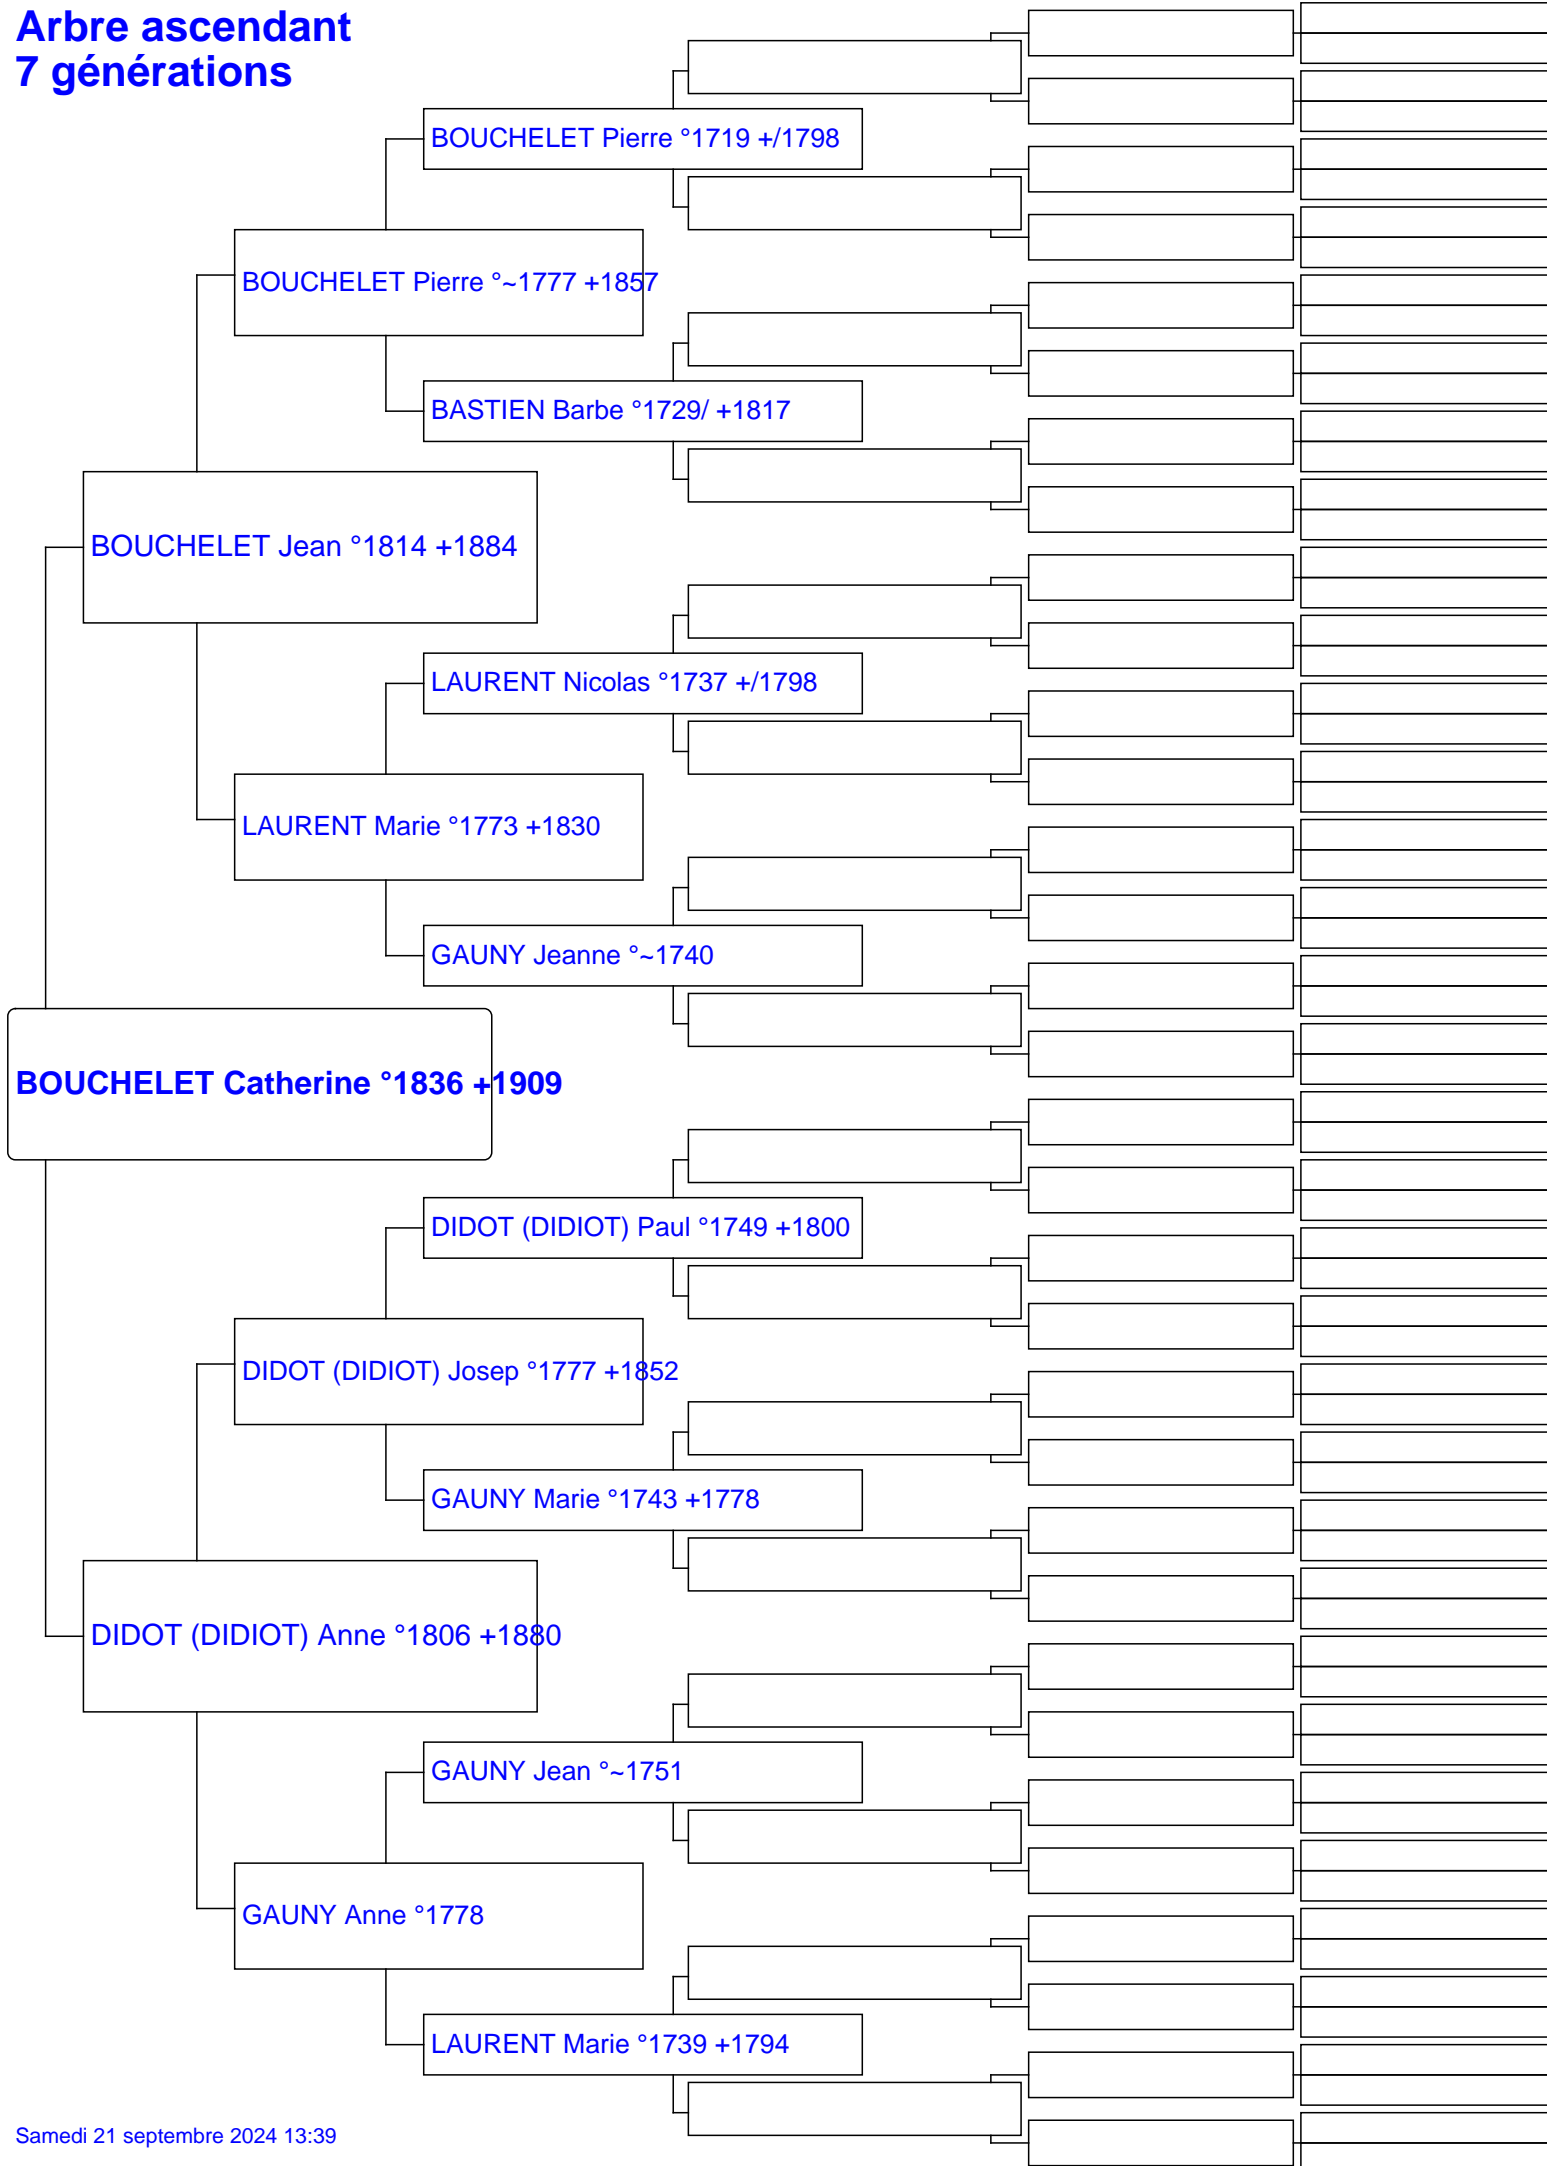 Arbre ascendant
7 générations
BOUCHELET Pierre °1719 +/1798
BOUCHELET Pierre °~1777 +1857
BASTIEN Barbe °1729/ +1817
BOUCHELET Jean °1814 +1884
LAURENT Nicolas °1737 +/1798
LAURENT Marie °1773 +1830
GAUNY Jeanne °~1740
BOUCHELET Catherine °1836 +1909
DIDOT (DIDIOT) Paul °1749 +1800
DIDOT (DIDIOT) Josep °1777 +1852
GAUNY Marie °1743 +1778
DIDOT (DIDIOT) Anne °1806 +1880
GAUNY Jean °~1751
GAUNY Anne °1778
LAURENT Marie °1739 +1794
Samedi 21 septembre 2024 13:39